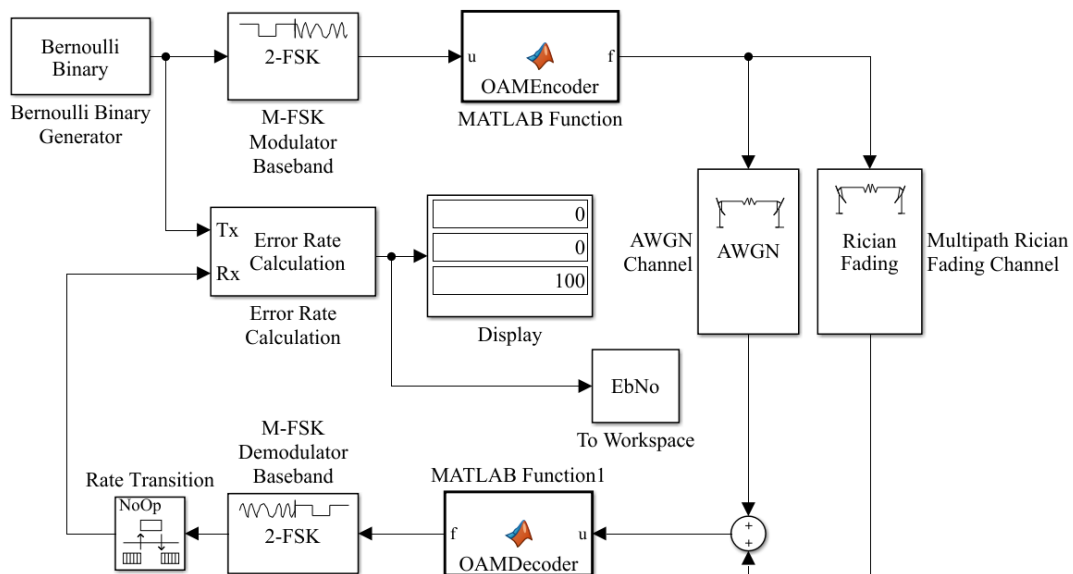 Bernoulli
Binary
Bernoulli Binary
Generator
2-FSK
M-FSK
Modulator
Baseband
u
f
OAMEncoder
MATLAB Function
Tx
Rx
Error Rate
Calculation
Error Rate
Calculation
0
0
100
Display
AWGN
Channel
AWGN
Rician
Fading
Multipath Rician
Fading Channel
EbNo
To Workspace
M-FSK
Demodulator
Baseband
MATLAB Function1
Rate Transition
NoOp
2-FSK
f
u
OAMDecoder
+
+